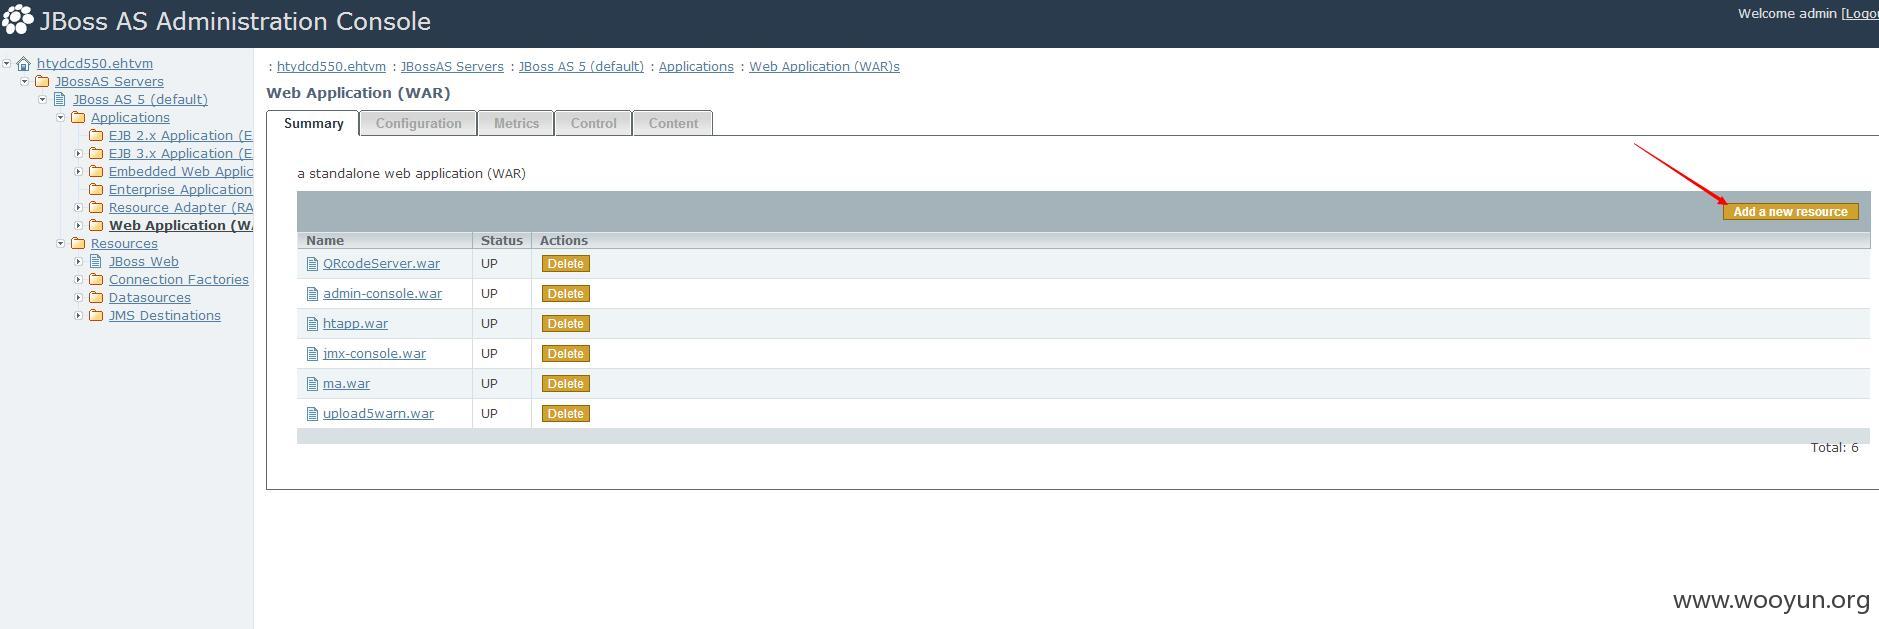 JBoss AS Administration Console
Welcome admin [Logou
htydcd550.ehtvm
JBossAS Servers
JBoss AS 5 (default)
Applications
EJB 2.x Application (E
EJB 3.x Application (E
Embedded Web Applic
Enterprise Application
Resource Adapter (RA
Web Application (WA
Resources
JBoss Web
Connection Factories
Datasources
JMS Destinations
: htydcd550.ehtvm : JBossAS Servers : JBoss AS 5 (default) : Applications : Web Application (WAR)s
Web Application (WAR)
Summary Configuration Metrics Control Content
a standalone web application (WAR)
Add a new resource
Name Status Actions
QRcodeServer.war UP Delete
admin-console.war UP Delete
htapp.war UP Delete
jmx-console.war UP Delete
ma.war UP Delete
upload5warn.war UP Delete
Total: 6
www.wooyun.org